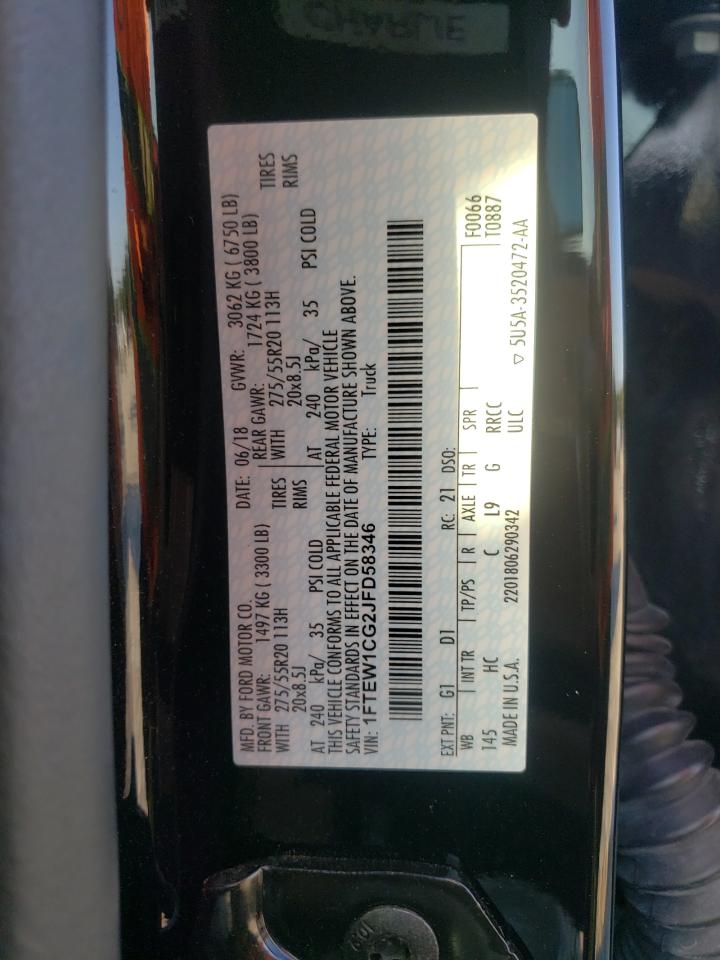 MFD. BY FORD MOTOR CO. DATE: 06/18 GVWR: 3062 KG ( 6750 LB)
FRONT GAWR: 1497 KG ( 3300 LB) REAR GAWR: 1724 KG ( 3800 LB)
WITH 275/55R20 113H TIRES WITH 275/55R20 113H TIRES
20x8.5J RIMS 20x8.5J RIMS
AT 240 kPa/ 35 PSI COLD AT 240 kPa/ 35 PSI COLD
THIS VEHICLE CONFORMS TO ALL APPLICABLE FEDERAL MOTOR VEHICLE
SAFETY STANDARDS IN EFFECT ON THE DATE OF MANUFACTURE SHOWN ABOVE.
VIN: 1FTEW1CG2JFD58346 TYPE: Truck
EXT PNT: G1 D1 RC: 21 DSO: F0066
WB INT TR TP/PS R AXLE TR SPR T0887
145 HC C L9 G RRCC
MADE IN U.S.A. 2201806290342 ULC ▽ 5U5A-3520472-AA